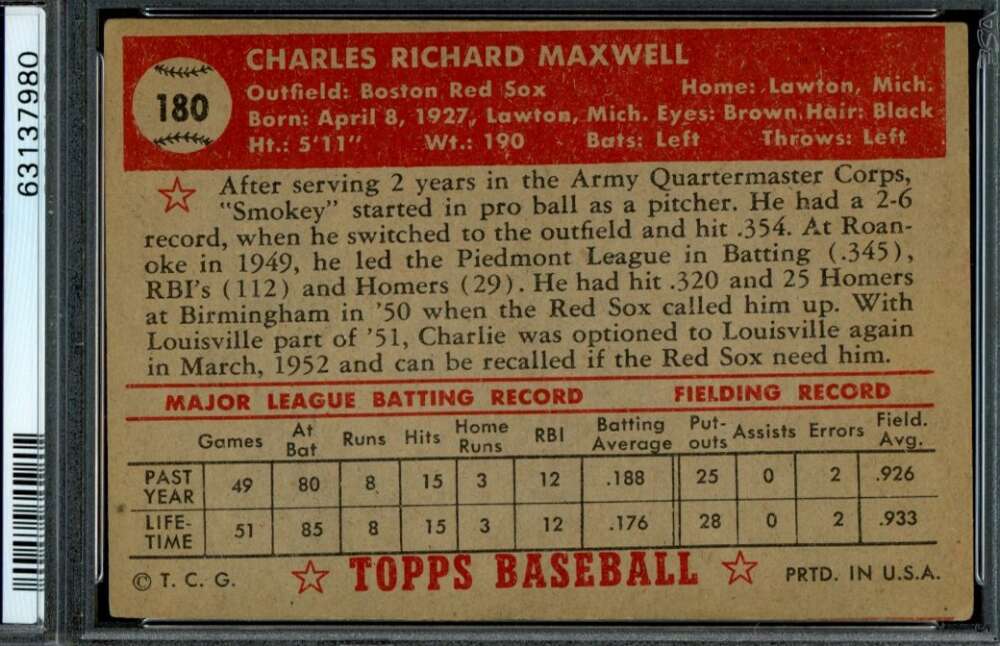 63137980
PSA
CHARLES RICHARD MAXWELL
180
Outfield: Boston Red Sox Home: Lawton, Mich.
Born: April 8, 1927, Lawton, Mich. Eyes: Brown Hair: Black
Ht.: 5'11" Wt.: 190 Bats: Left Throws: Left
After serving 2 years in the Army Quartermaster Corps,
"Smokey" started in pro ball as a pitcher. He had a 2-6
record, when he switched to the outfield and hit .354. At Roan-
oke in 1949, he led the Piedmont League in Batting (.345),
RBI's (112) and Homers (29). He had hit .320 and 25 Homers
at Birmingham in '50 when the Red Sox called him up. With
Louisville part of '51, Charlie was optioned to Louisville again
in March, 1952 and can be recalled if the Red Sox need him.
MAJOR LEAGUE BATTING RECORD FIELDING RECORD
Games At Bat Runs Hits Home Runs RBI Batting Average Put-outs Assists Errors Field. Avg.
PAST YEAR 49 80 8 15 3 12 .188 25 0 2 .926
LIFE-TIME 51 85 8 15 3 12 .176 28 0 2 .933
© T. C. G. TOPPS BASEBALL PRTD. IN U.S.A.